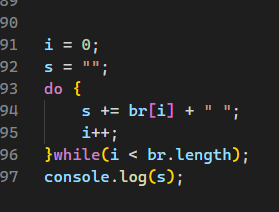 90
91 i = 0;
92 s = "";
93 do {
94 s += br[i] + " ";
95 i++;
96 }while(i < br.length);
97 console.log(s);